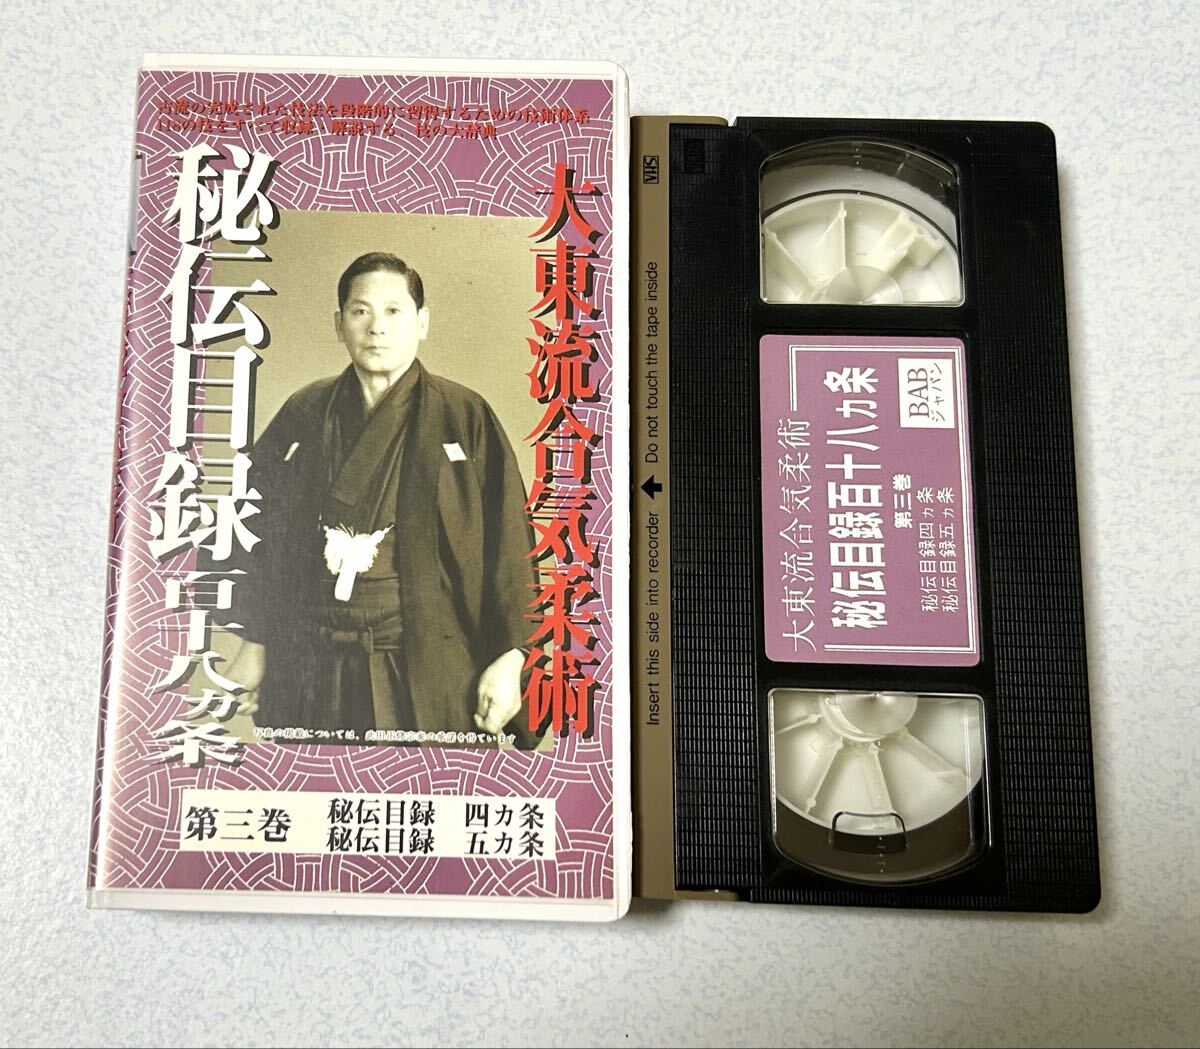 古流の完成された技法を段階的に習得するための技術体系
118の技をすべて収録・解説する、技の大辞典
大東流合気柔術
秘伝目録百十八カ条
写真の掲載については、武田正修宗家の承諾を得ています
第三巻
秘伝目録 四カ条
秘伝目録 五カ条
VHS
Insert this side into recorder Do not touch the tape inside
大東流合気柔術
秘伝目録百十八カ条
第三巻
秘伝目録四カ条
秘伝目録五カ条
BAB
ジャパン